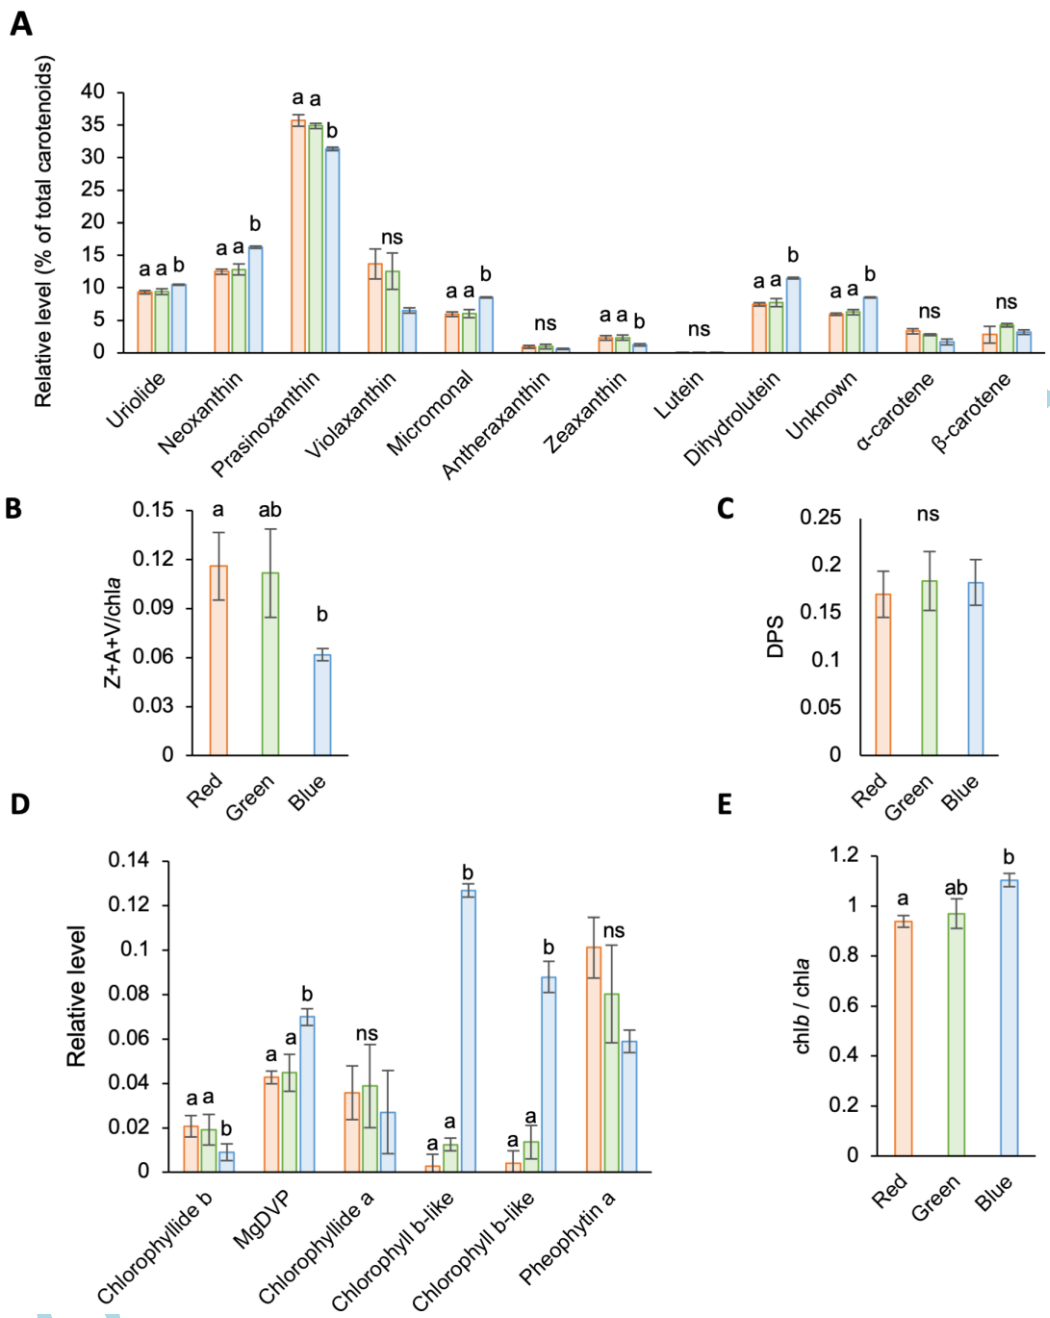 A
Relative level (% of total carotenoids)
40
35
30
25
20
15
10
5
0
a a b
a a b
a a b
ns
a a b
ns
a a b
ns
a a b
a a b
ns
ns
Uriolide
Neoxanthin
Prasinoxanthin
Violaxanthin
Micromonal
Antheraxanthin
Zeaxanthin
Lutein
Dihydrolutein
Unknown
α-carotene
β-carotene
B
Z+A+V/chla
0.15
0.12
0.09
0.06
0.03
0
a
ab
b
Red
Green
Blue
C
DPS
0.25
0.2
0.15
0.1
0.05
0
ns
Red
Green
Blue
D
Relative level
0.14
0.12
0.1
0.08
0.06
0.04
0.02
0
a a b
a a b
ns
a a b
a a b
ns
Chlorophyllide b
MgDVP
Chlorophyllide a
Chlorophyll b-like
Chlorophyll b-like
Pheophytin a
E
chlb / chla
1.2
1
0.8
0.6
0.4
0.2
0
a
ab
b
Red
Green
Blue